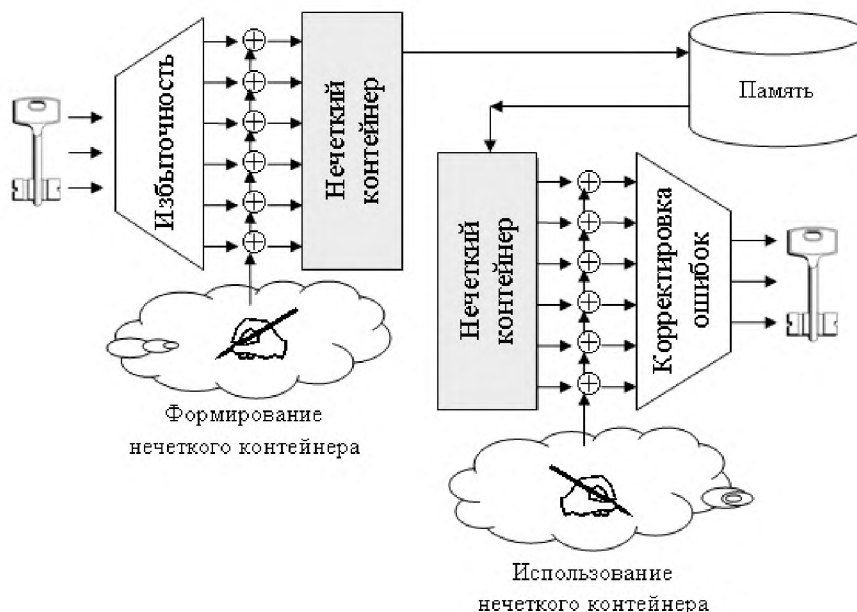 Избыточность
Нечеткий
контейнер
Память
Нечеткий
контейнер
Корректировка
ошибок
Формирование
нечеткого контейнера
Использование
нечеткого контейнера